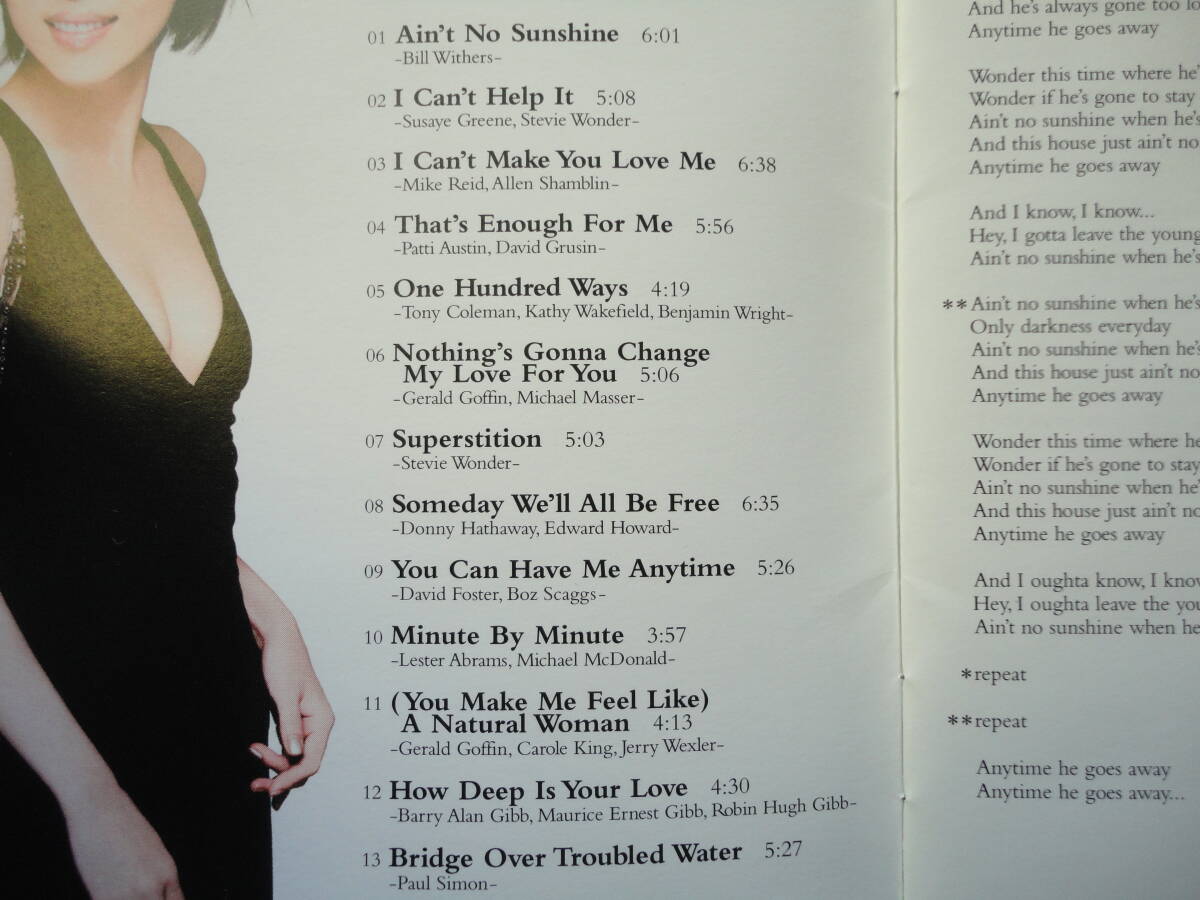 01 Ain't No Sunshine 6:01
-Bill Withers-
02 I Can't Help It 5:08
-Susaye Greene, Stevie Wonder-
03 I Can't Make You Love Me 6:38
-Mike Reid, Allen Shamblin-
04 That's Enough For Me 5:56
-Patti Austin, David Grusin-
05 One Hundred Ways 4:19
-Tony Coleman, Kathy Wakefield, Benjamin Wright-
06 Nothing's Gonna Change
My Love For You 5:06
-Gerald Goffin, Michael Masser-
07 Superstition 5:03
-Stevie Wonder-
08 Someday We'll All Be Free 6:35
-Donny Hathaway, Edward Howard-
09 You Can Have Me Anytime 5:26
-David Foster, Boz Scaggs-
10 Minute By Minute 3:57
-Lester Abrams, Michael McDonald-
11 (You Make Me Feel Like)
A Natural Woman 4:13
-Gerald Goffin, Carole King, Jerry Wexler-
12 How Deep Is Your Love 4:30
-Barry Alan Gibb, Maurice Ernest Gibb, Robin Hugh Gibb-
13 Bridge Over Troubled Water 5:27
-Paul Simon-
And he's always gone too
Anytime he goes away
Wonder this time where
Wonder if he's gone to stay
Ain't no sunshine when
And this house just ain't
Anytime he goes away
And I know, I know...
Hey, I gotta leave the
Ain't no sunshine when
**Ain't no sunshine when
Only darkness everyday
Ain't no sunshine when
And this house just ain't
Anytime he goes away
Wonder this time where
Wonder if he's gone to stay
Ain't no sunshine when
And this house just ain't
Anytime he goes away
And I oughta know, I
Hey, I oughta leave the
Ain't no sunshine when
*repeat
**repeat
Anytime he goes away
Anytime he goes away...